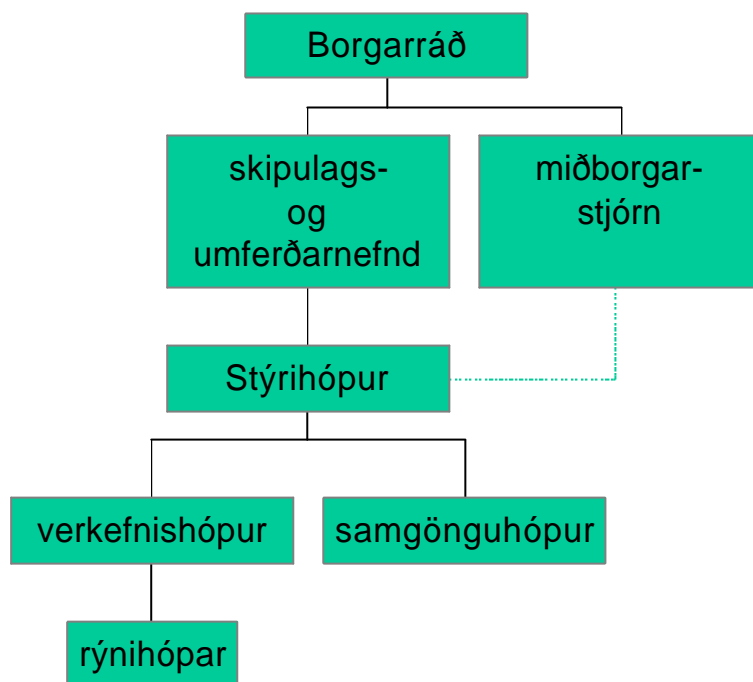 Borgarráð
skipulags-
og
umferðarnefnd
miðborgar-
stjórn
Stýrihópur
verkefnishópur
samgönguhópur
rýnihópar